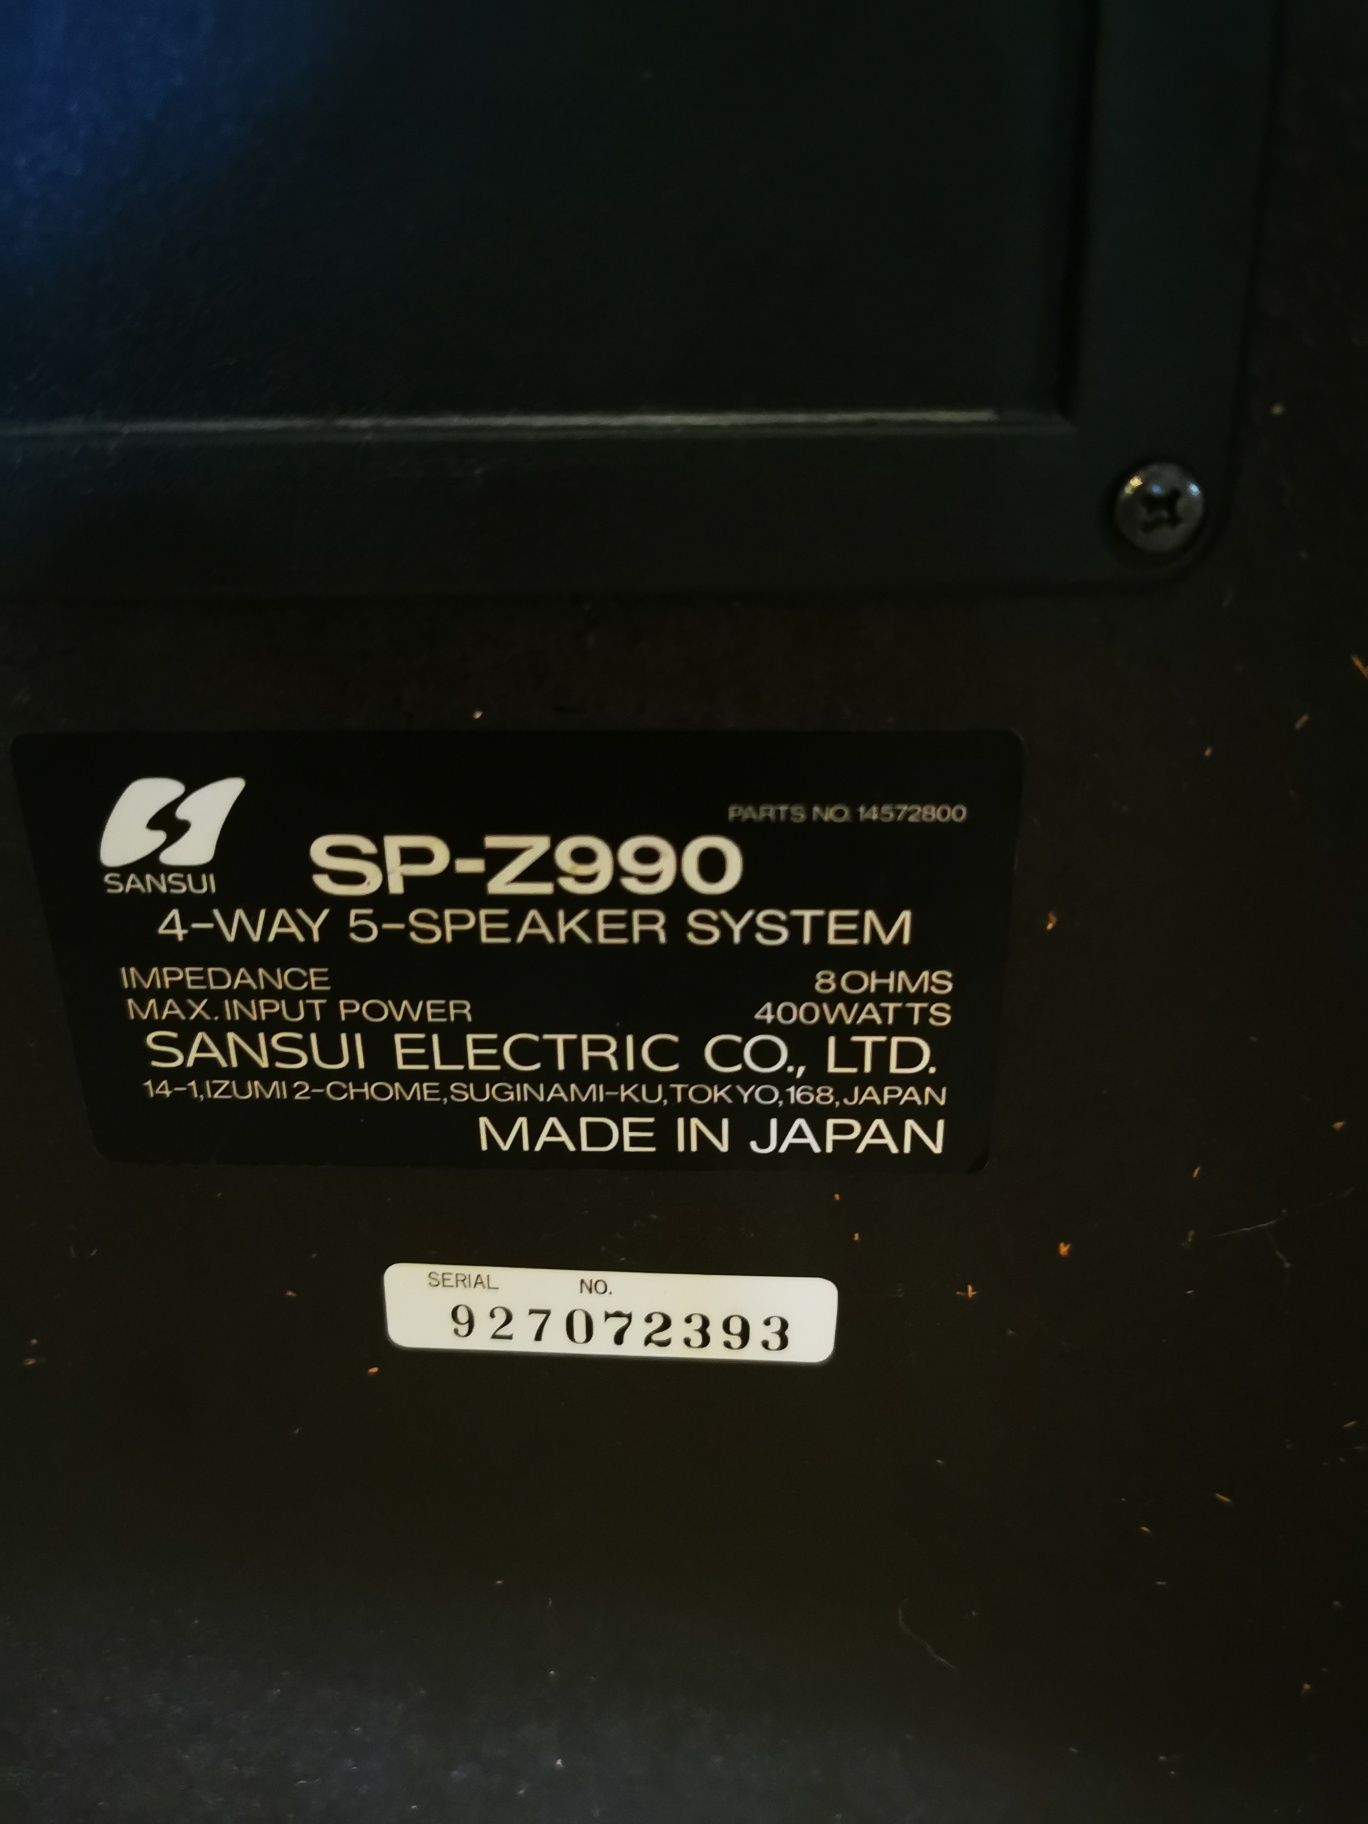 PARTS NO. 14572800
SANSUI
SP-Z990
4-WAY 5-SPEAKER SYSTEM
IMPEDANCE 8OHMS
MAX. INPUT POWER 400WATTS
SANSUI ELECTRIC CO., LTD.
14-1, IZUMI 2-CHOME, SUGINAMI-KU, TOKYO, 168, JAPAN
MADE IN JAPAN
SERIAL NO.
927072393